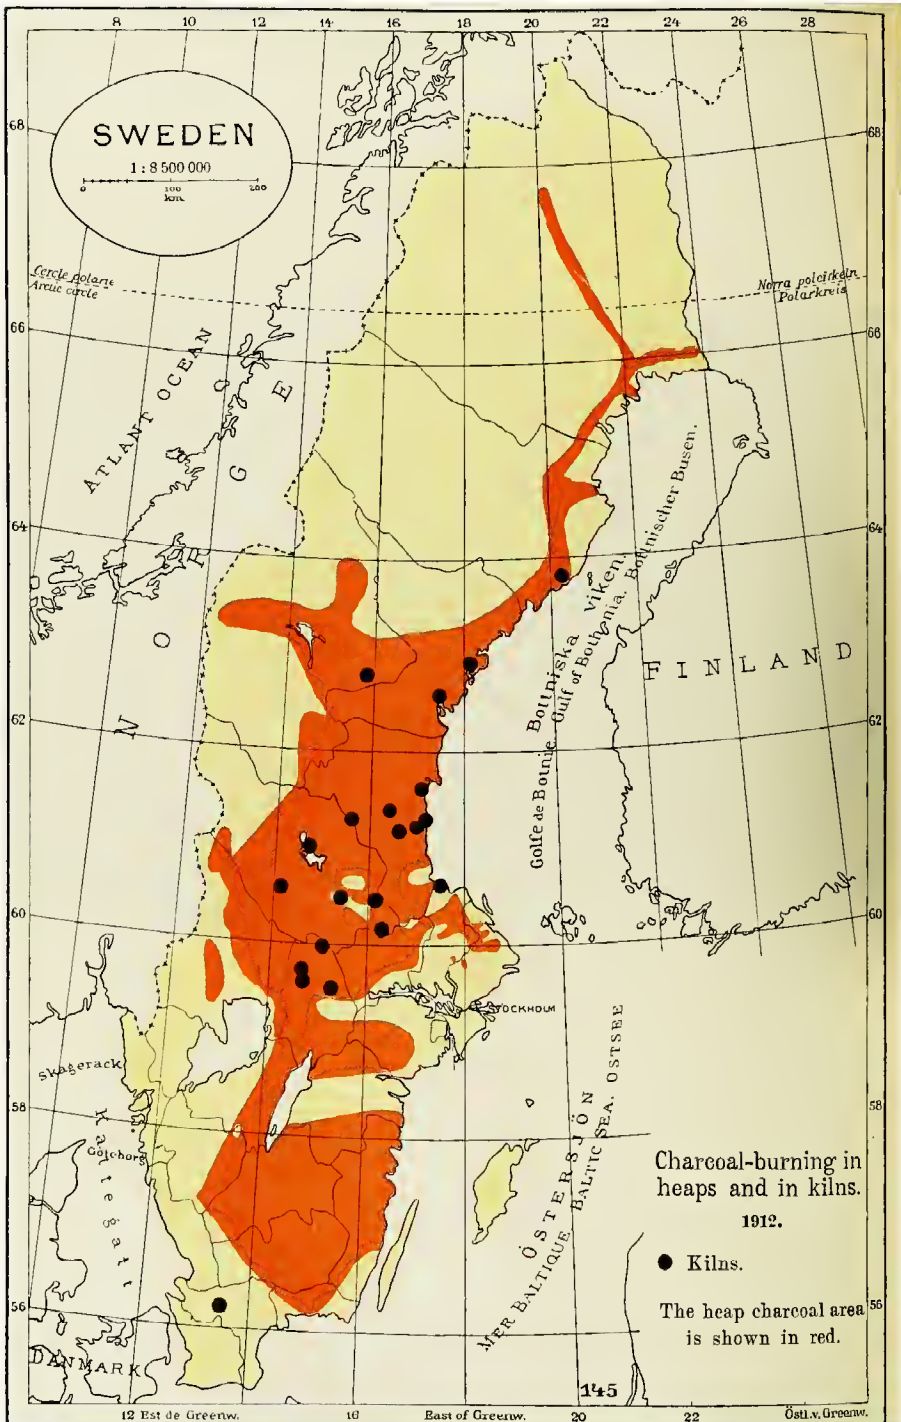 8 10 12 14 16 18 20 22 24 26 28
SWEDEN
1:8 500 000
0 100 200
km.
68 68
Cercle polaire
Arctic circle
Norra polcirkeln
Polarkreis
66 66
ATLANT OCEAN
NORGE
64 64
Bottniska viken.
Golfe de Botnie. Gulf of Bothnia. Bottnischer Busen.
FINLAND
62 62
60 60
STOCKHOLM
Skagerack
58 58
Kattegatt
Göteborg
ÖSTERSJÖN
MER BALTIQUE. BALTIC SEA. OSTSEE
Charcoal-burning in
heaps and in kilns.
1912.
Kilns.
The heap charcoal area
is shown in red.
56 56
DANMARK
145
12 Est de Greenw. 16 East of Greenw. 20 22 Östl.v.Greenw.